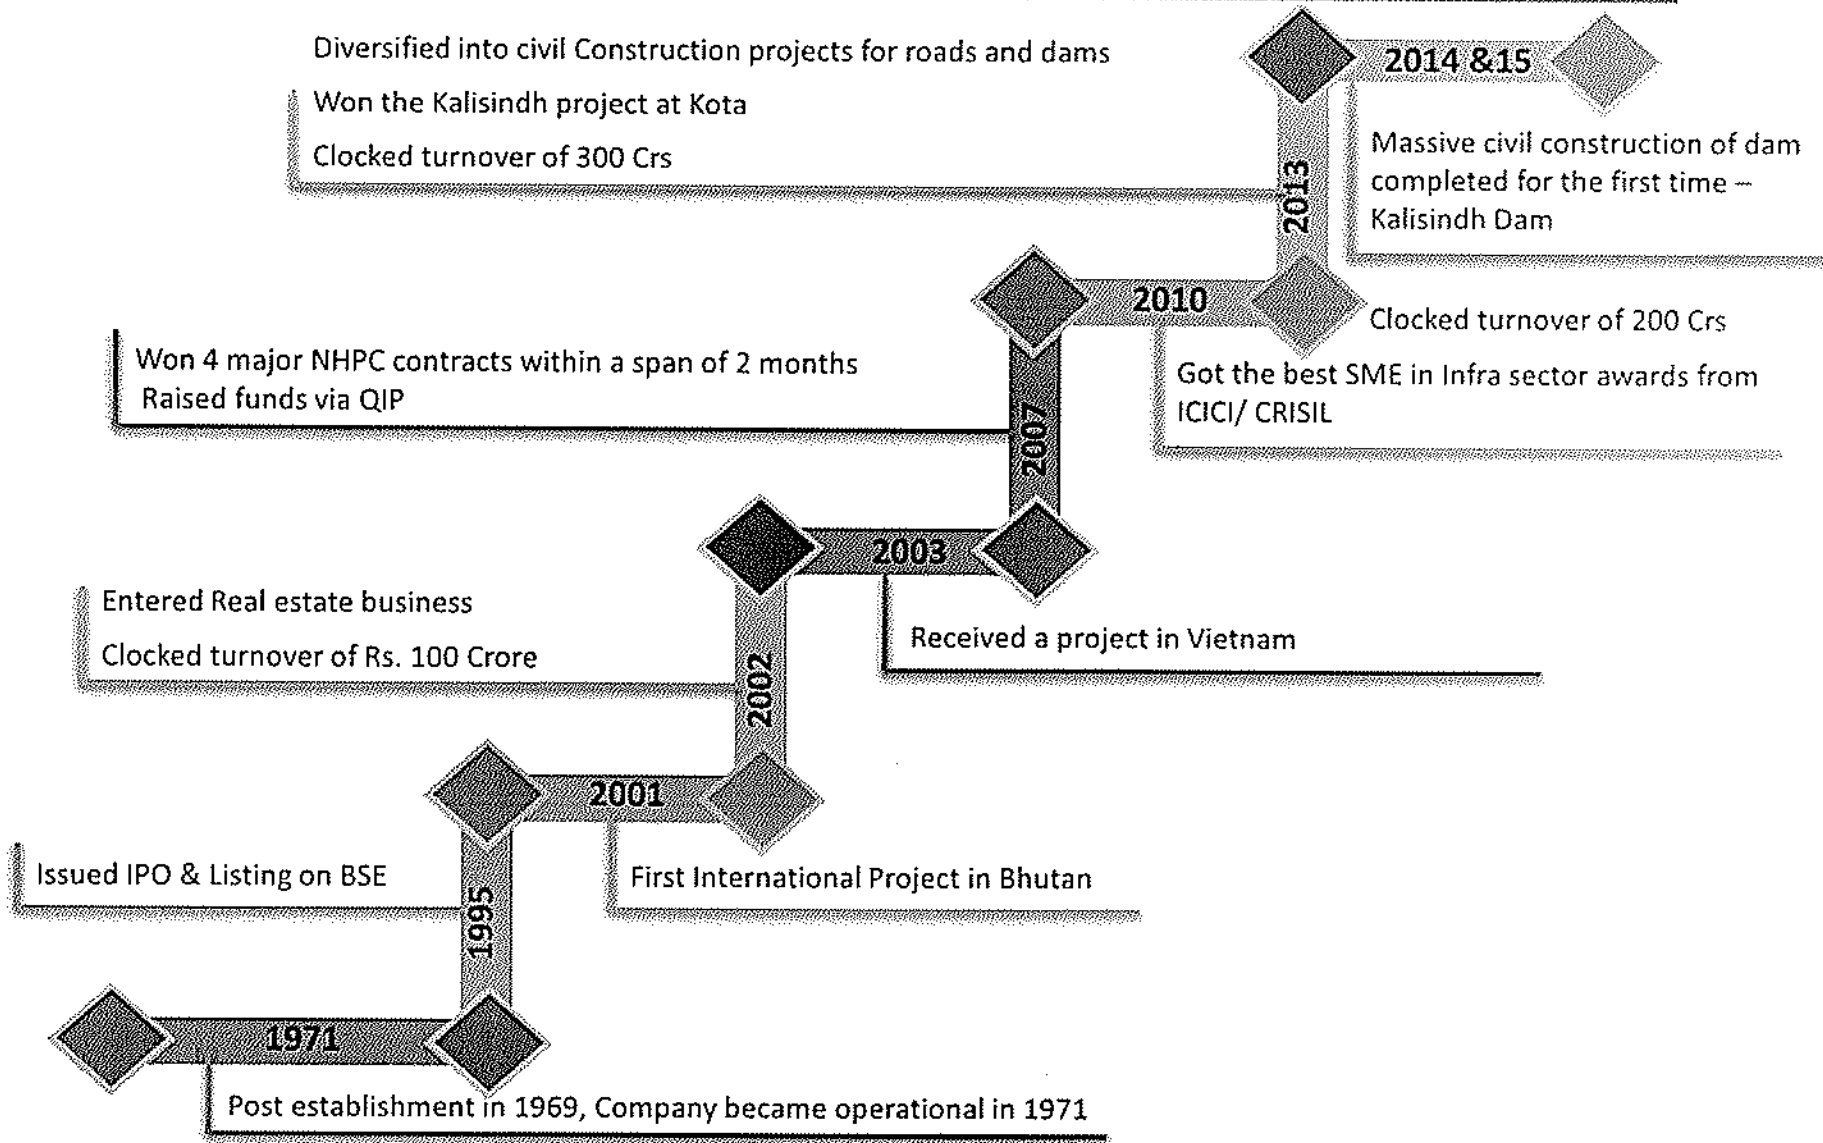 Diversified into civil Construction projects for roads and dams
Won the Kalisindh project at Kota
Clocked turnover of 300 Crs
2014 &15
Massive civil construction of dam
completed for the first time –
Kalisindh Dam
2013
2010
Clocked turnover of 200 Crs
Got the best SME in Infra sector awards from
ICICI/ CRISIL
Won 4 major NHPC contracts within a span of 2 months
Raised funds via QIP
2007
2003
Received a project in Vietnam
Entered Real estate business
Clocked turnover of Rs. 100 Crore
2002
2001
First International Project in Bhutan
Issued IPO & Listing on BSE
1995
1971
Post establishment in 1969, Company became operational in 1971